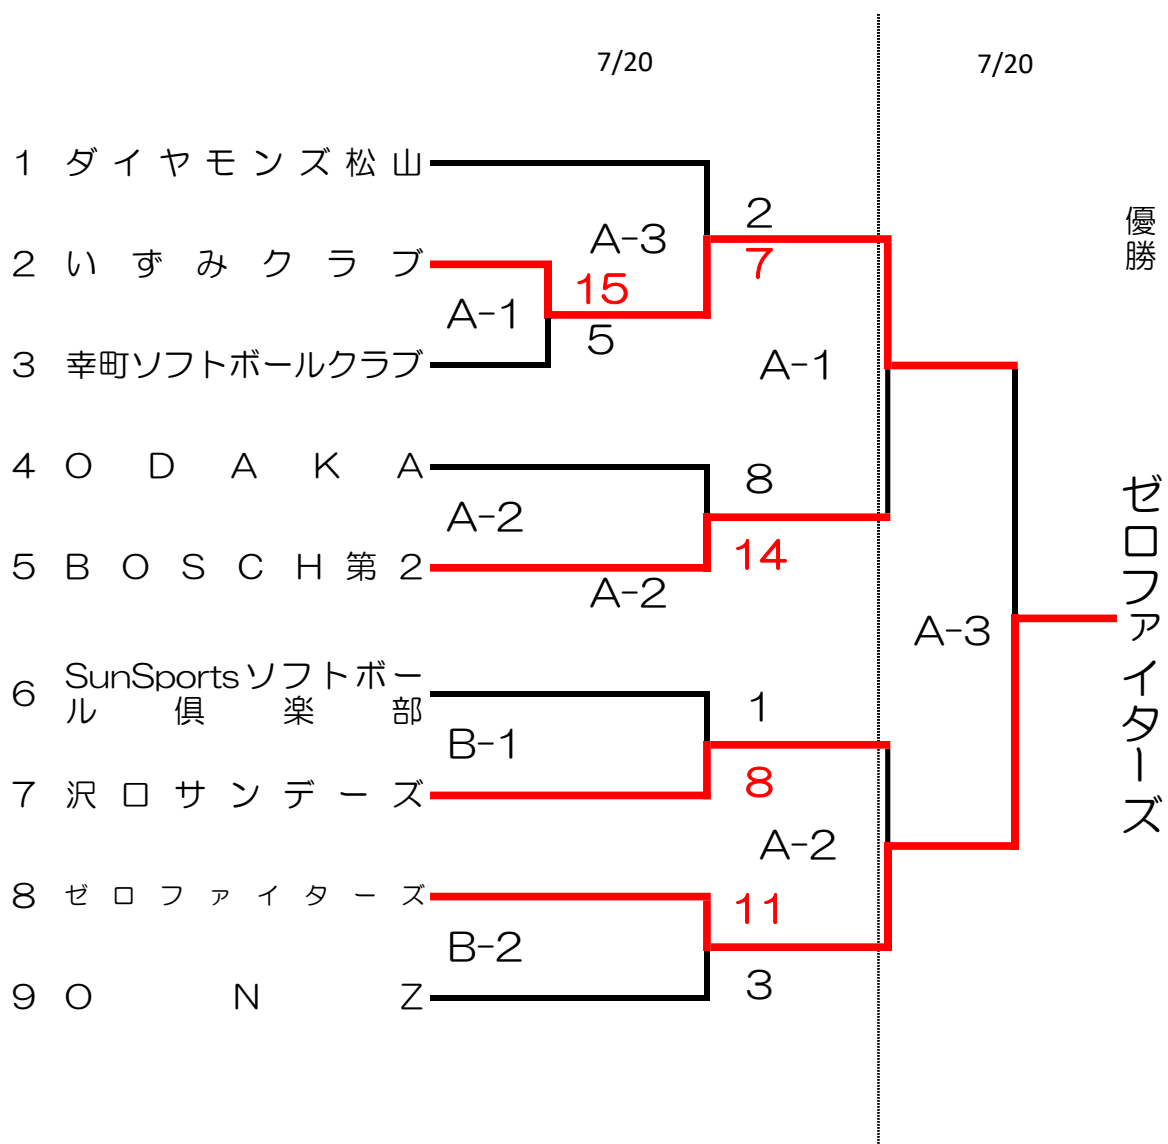 7/20
7/20
1 ダイヤモンズ松山
2 いずみクラブ
3 幸町ソフトボールクラブ
4 ODAKA
5 BOSCH第2
6 SunSportsソフトボー
ル倶楽部
7 沢口サンデーズ
8 ゼロファイターズ
9 ONZ
A-1
15
5
A-3
2
7
A-2
A-2
8
14
B-1
1
8
B-2
11
3
A-1
A-2
A-3
優勝
ゼロファイターズ